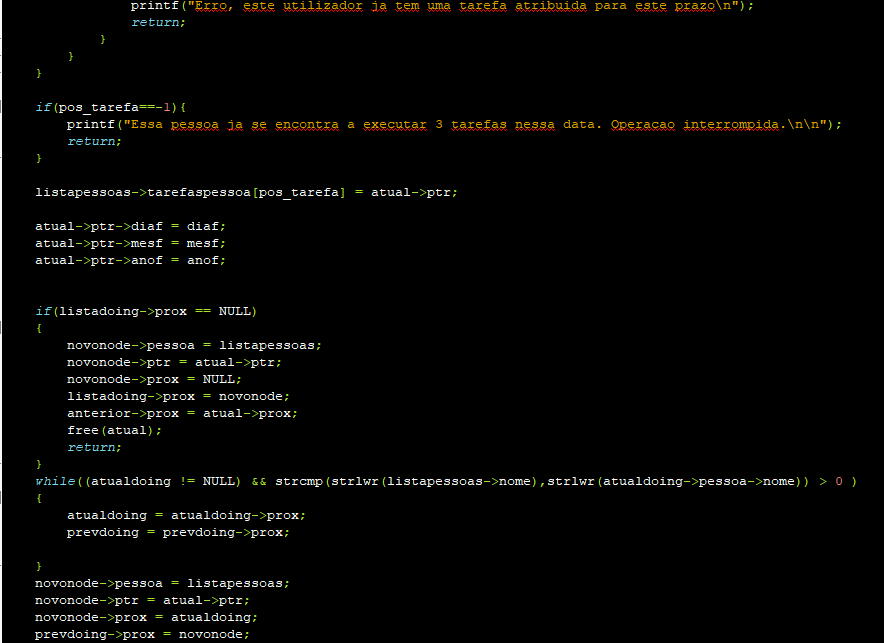 printf("Erro, este utilizador ja tem uma tarefa atribuida para este prazo\n");
return;
}
}
}
if(pos_tarefa==-1){
printf("Essa pessoa ja se encontra a executar 3 tarefas nessa data. Operacao interrompida.\n\n");
return;
}
listapessoas->tarefaspessoa[pos_tarefa] = atual->ptr;
atual->ptr->diaf = diaf;
atual->ptr->mesf = mesf;
atual->ptr->anof = anof;
if(listadoing->prox == NULL)
{
novonode->pessoa = listapessoas;
novonode->ptr = atual->ptr;
novonode->prox = NULL;
listadoing->prox = novonode;
anterior->prox = atual->prox;
free(atual);
return;
}
while((atualdoing != NULL) && strcmp(strlwr(listapessoas->nome),strlwr(atualdoing->pessoa->nome)) > 0 )
{
atualdoing = atualdoing->prox;
prevdoing = prevdoing->prox;
}
novonode->pessoa = listapessoas;
novonode->ptr = atual->ptr;
novonode->prox = atualdoing;
prevdoing->prox = novonode;